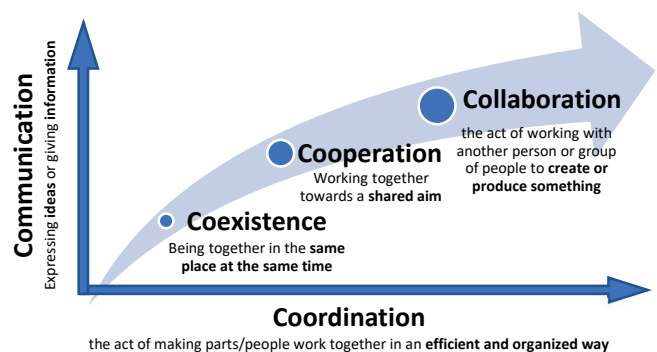 Communication
Expressing ideas or giving information
Collaboration
the act of working with
another person or group
of people to create or
produce something
Cooperation
Working together
towards a shared aim
Coexistence
Being together in the same
place at the same time
Coordination
the act of making parts/people work together in an efficient and organized way